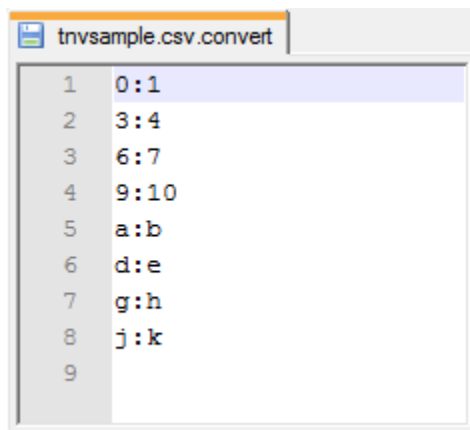 tnvsample.csv.convert
1 0:1
2 3:4
3 6:7
4 9:10
5 a:b
6 d:e
7 g:h
8 j:k
9